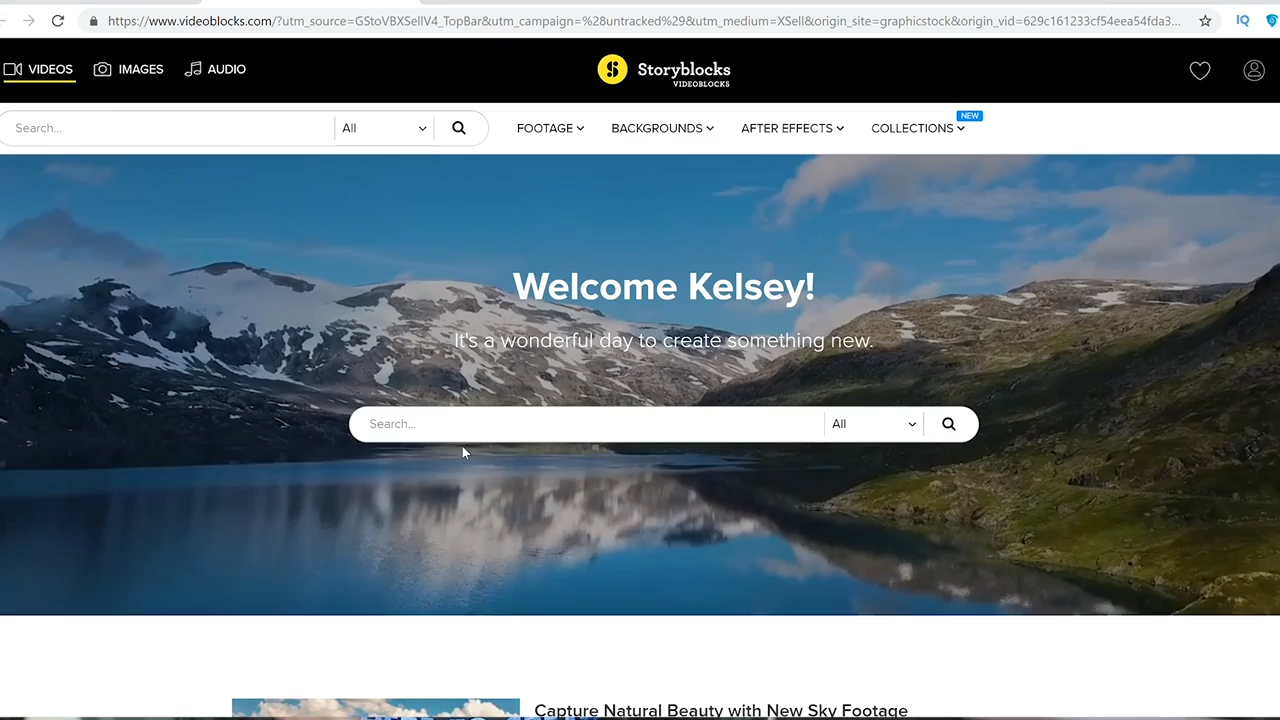 https://www.videoblocks.com/?utm_source=GStoVBXSellV4_TopBar&utm_campaign=%28untracked%29&utm_medium=XSell&origin_site=graphicstock&origin_vid=629c161233cf54eea54fda3...
IQ
VIDEOS IMAGES AUDIO
Storyblocks
VIDEOBLOCKS
NEW
Search... All FOOTAGE BACKGROUNDS AFTER EFFECTS COLLECTIONS
Welcome Kelsey!
It's a wonderful day to create something new.
Search... All
Capture Natural Beauty with New Sky Footage